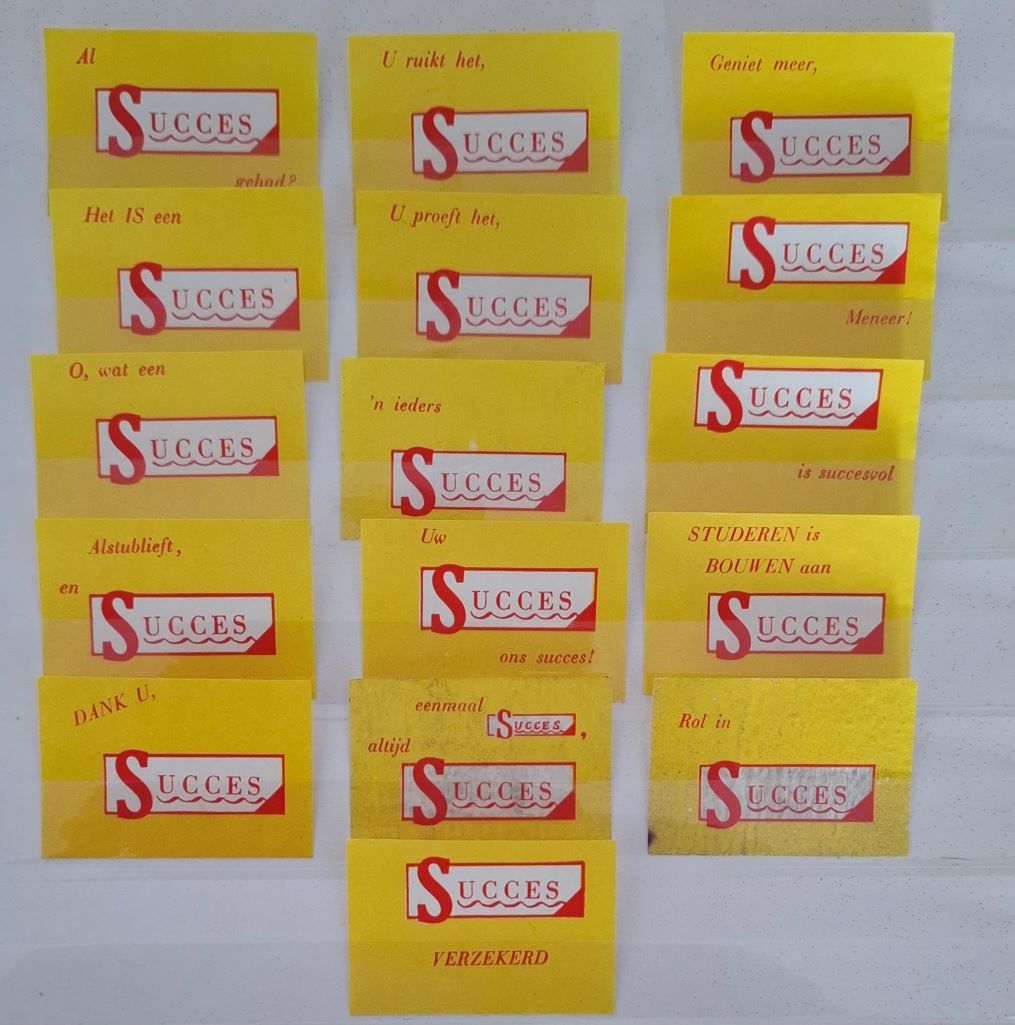 Al
SUCCES
gehad?
Het IS een
SUCCES
O, wat een
SUCCES
Alstublieft,
en
SUCCES
DANK U,
SUCCES
U ruikt het,
SUCCES
U proeft het,
SUCCES
'n ieders
SUCCES
Uw
SUCCES
ons succes!
eenmaal SUCCES,
altijd
SUCCES
SUCCES
VERZEKERD
Geniet meer,
SUCCES
SUCCES
Meneer!
SUCCES
is succesvol
STUDEREN is
BOUWEN aan
SUCCES
Rol in
SUCCES